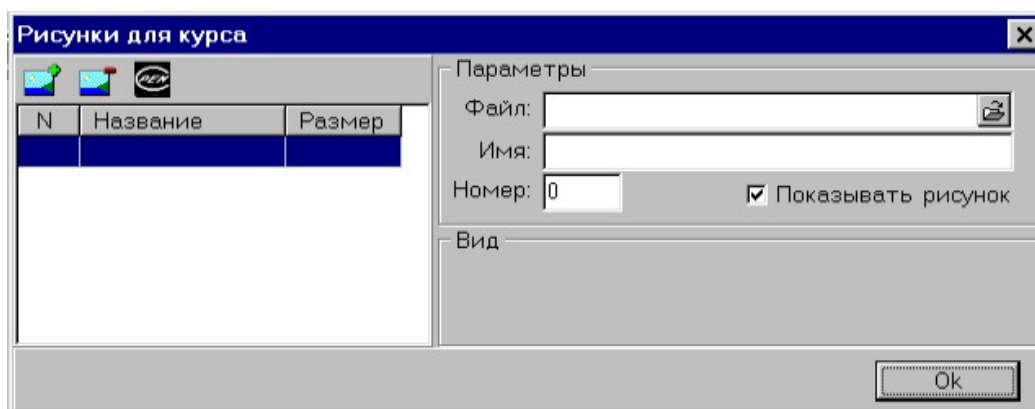 Рисунки для курса
Параметры
Файл:
N Название Размер
Имя:
Номер: 0
Показывать рисунок
Вид
Ok